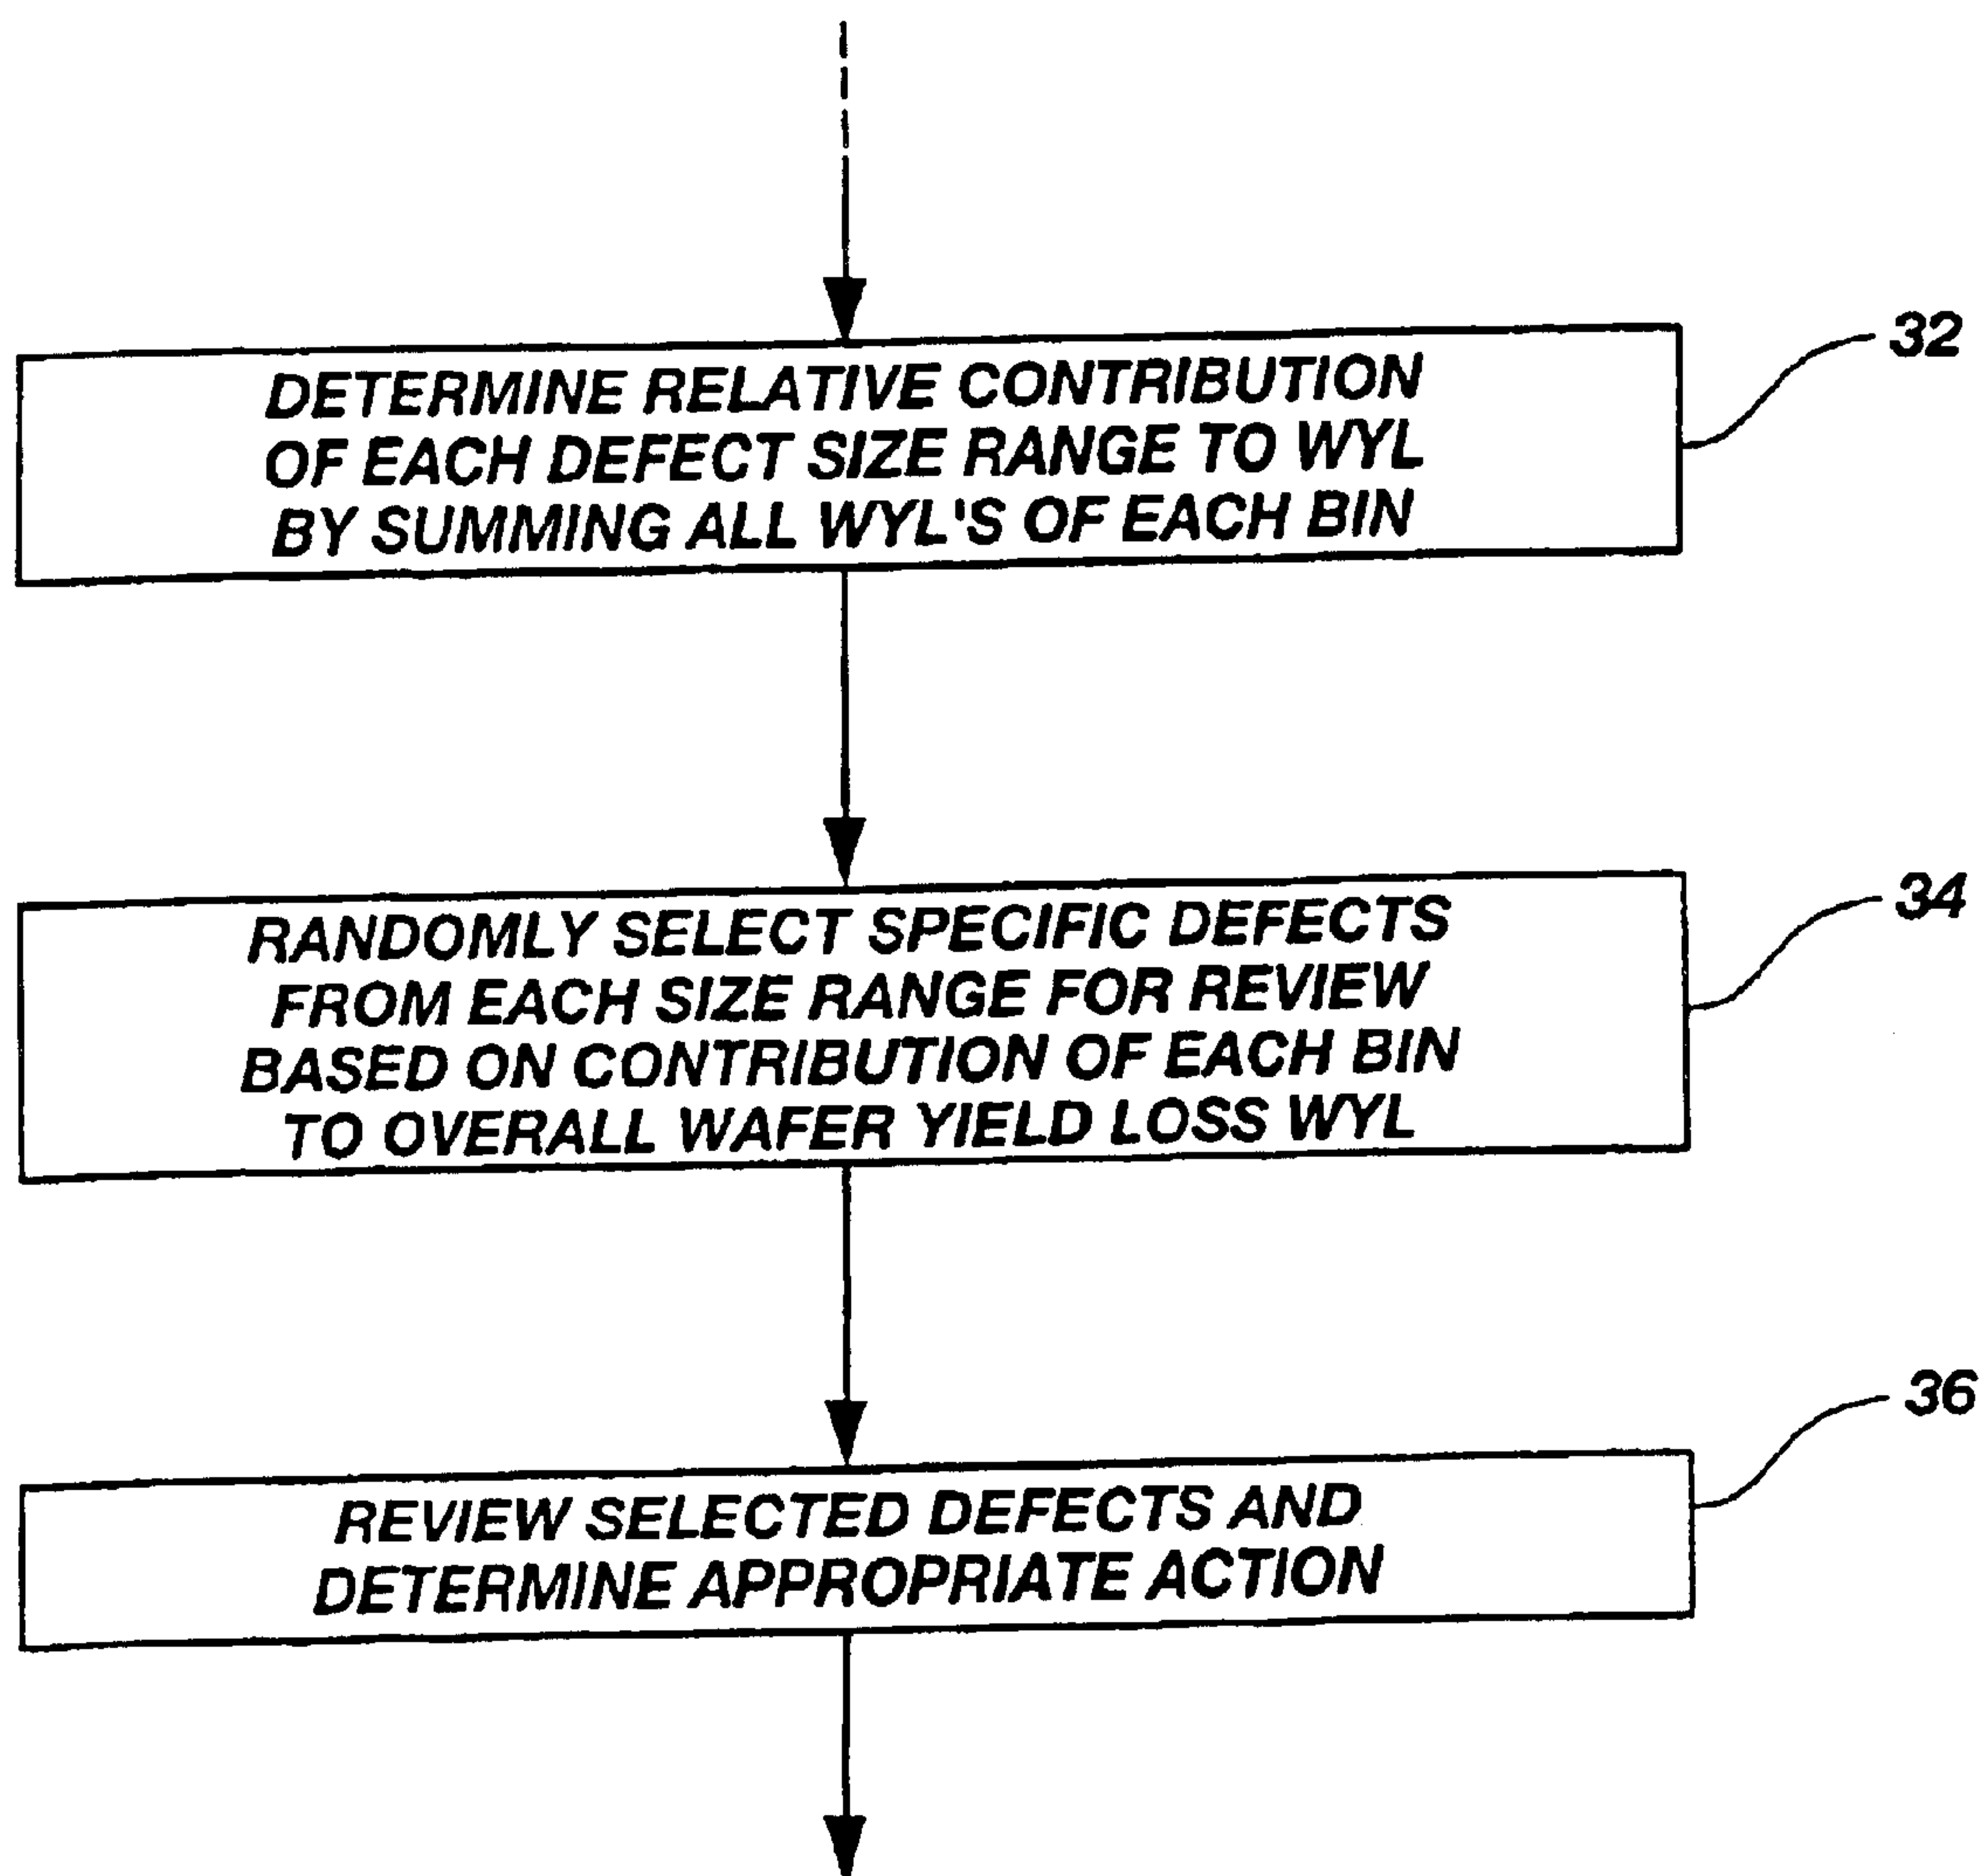 DETERMINE RELATIVE CONTRIBUTION
OF EACH DEFECT SIZE RANGE TO WYL
BY SUMMING ALL WYL'S OF EACH BIN
32
RANDOMLY SELECT SPECIFIC DEFECTS
FROM EACH SIZE RANGE FOR REVIEW
BASED ON CONTRIBUTION OF EACH BIN
TO OVERALL WAFER YIELD LOSS WYL
34
REVIEW SELECTED DEFECTS AND
DETERMINE APPROPRIATE ACTION
36